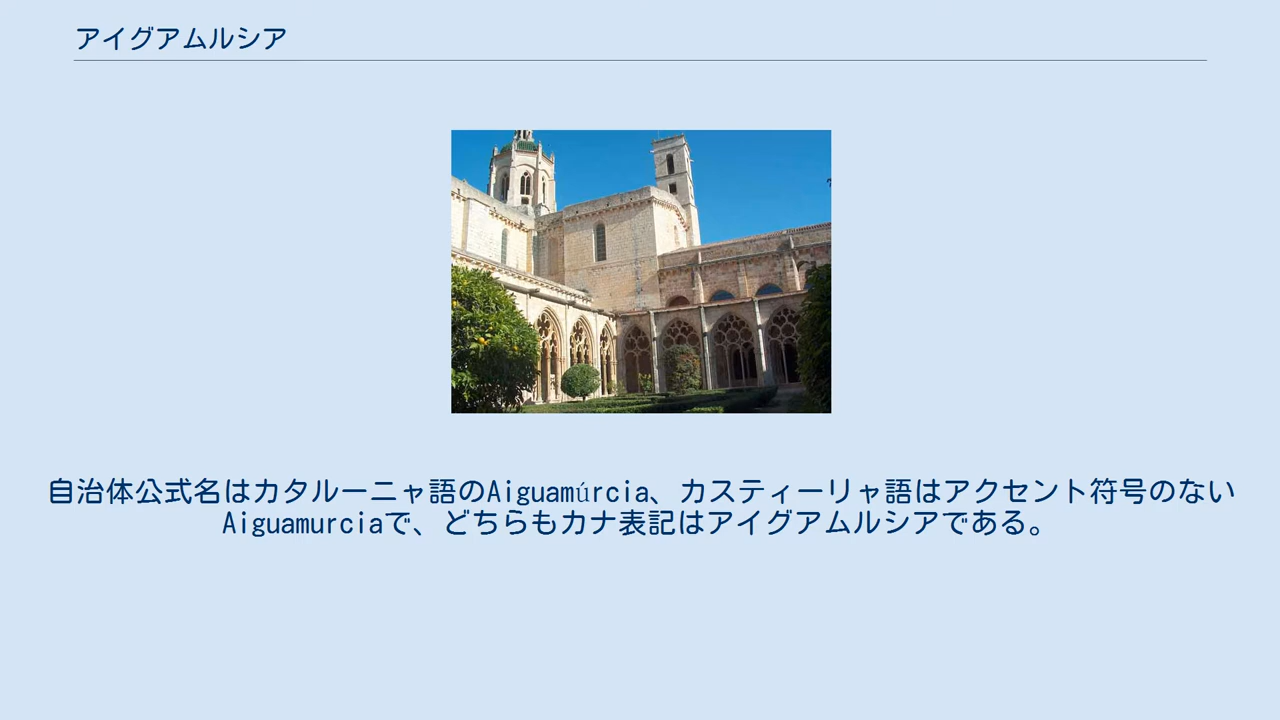 アイグアムルシア
自治体公式名はカタルーニャ語のAiguamúrcia、カスティーリャ語はアクセント符号のない
Aiguamurciaで、どちらもカナ表記はアイグアムルシアである。